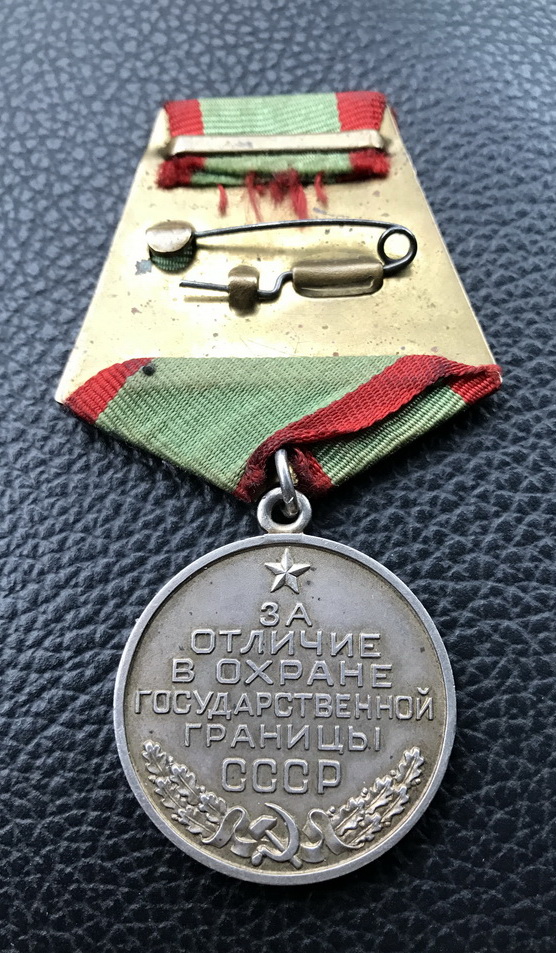 ЗА
ОТЛИЧИЕ
В ОХРАНЕ
ГОСУДАРСТВЕННОЙ
ГРАНИЦЫ
СССР